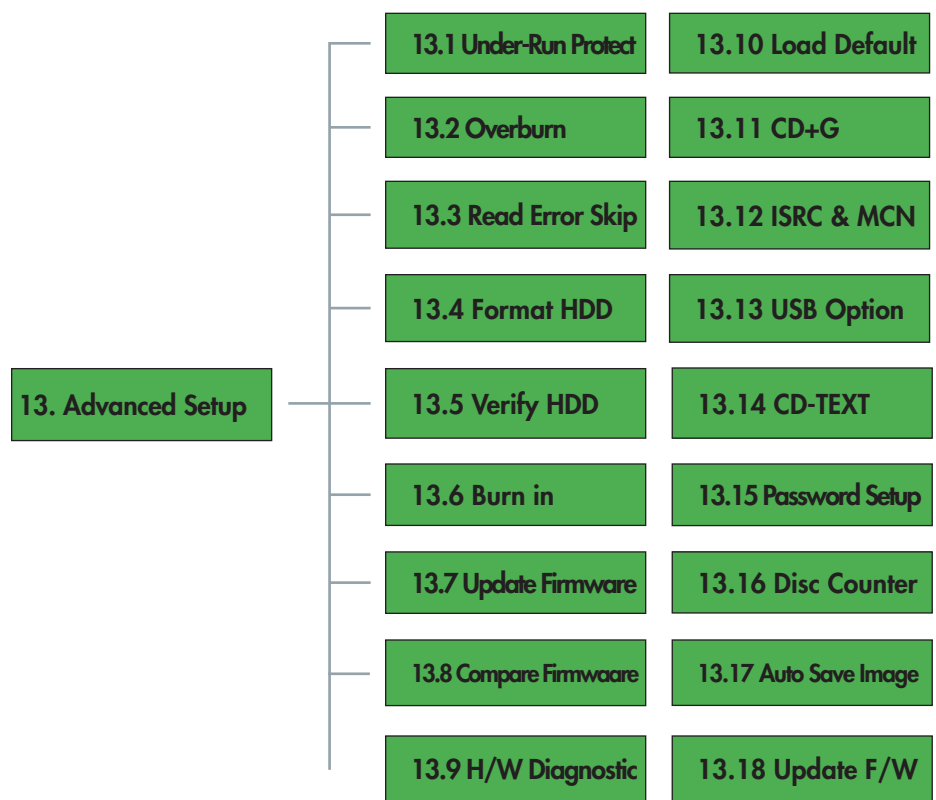 13. Advanced Setup
13.1 Under-Run Protect
13.2 Overburn
13.3 Read Error Skip
13.4 Format HDD
13.5 Verify HDD
13.6 Burn in
13.7 Update Firmware
13.8 Compare Firmwaare
13.9 H/W Diagnostic
13.10 Load Default
13.11 CD+G
13.12 ISRC & MCN
13.13 USB Option
13.14 CD-TEXT
13.15 Password Setup
13.16 Disc Counter
13.17 Auto Save Image
13.18 Update F/W